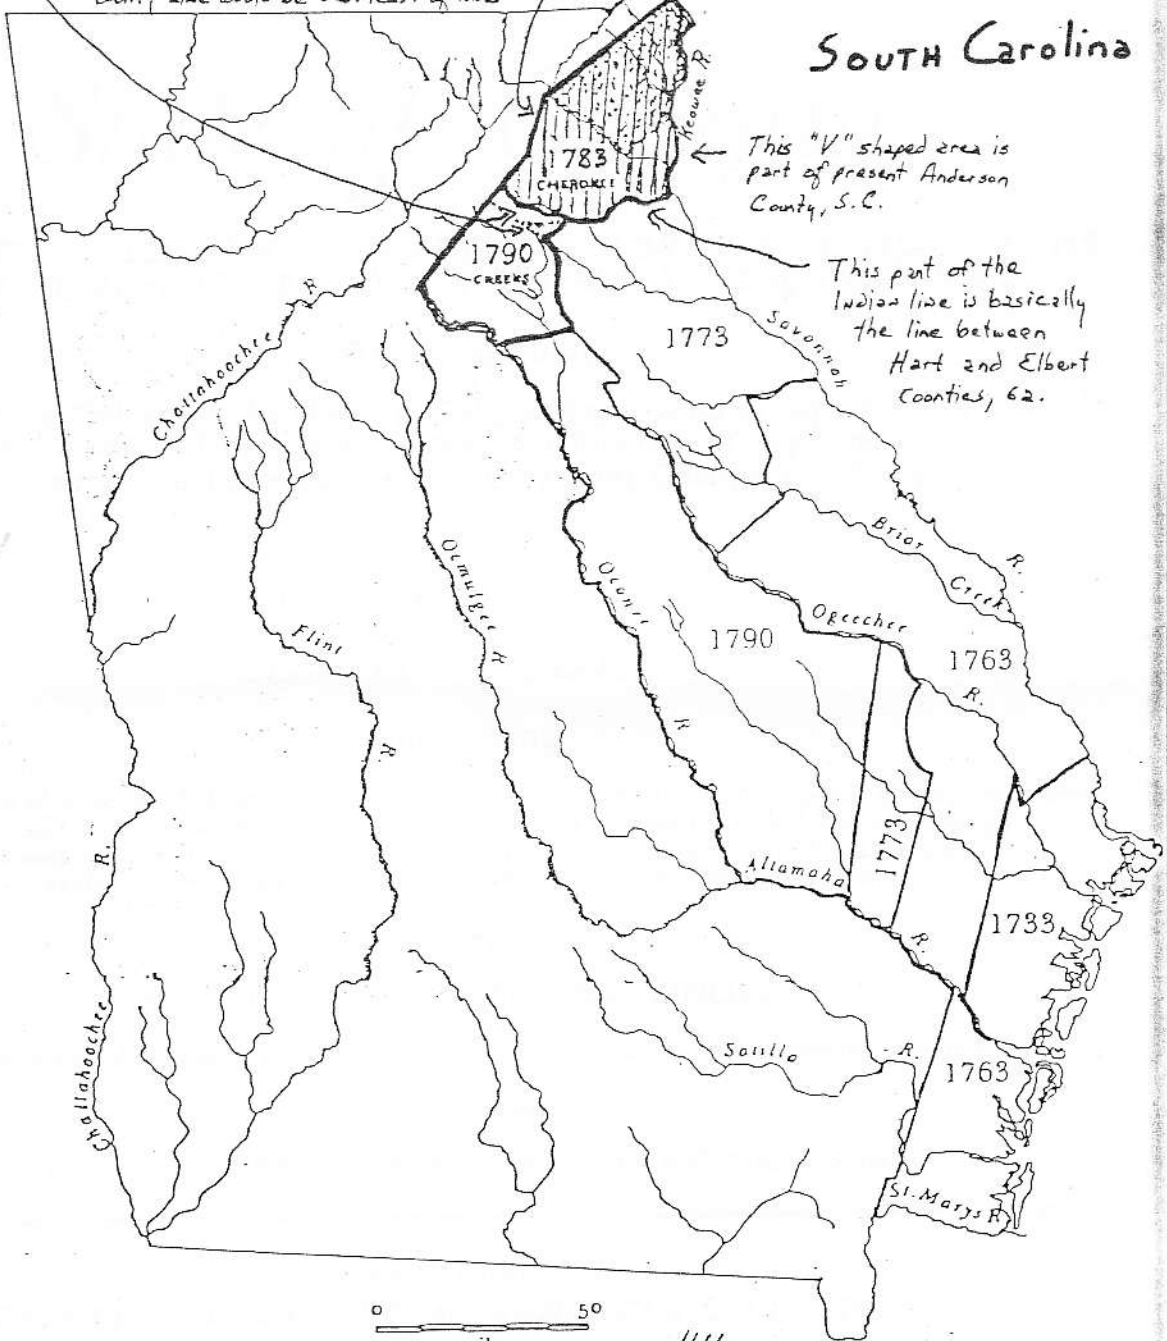 SOUTH Carolina
Keowee R.
This "V" shaped area is
part of present Anderson
County, S.C.
1783
CHEROKEE
1790
CREEKS
This part of the
Indian line is basically
the line between
Hart and Elbert
Counties, Ga.
1773
Savannah
R.
Chattahoochee R
Briar
Creek
Ocmulgee R
Oconee
R
Ogeechee
R.
1790
1763
Flint
R.
1773
Altamaha
R.
1733
R.
Chattahoochee
Satilla
R.
1763
St. Marys R
0 50